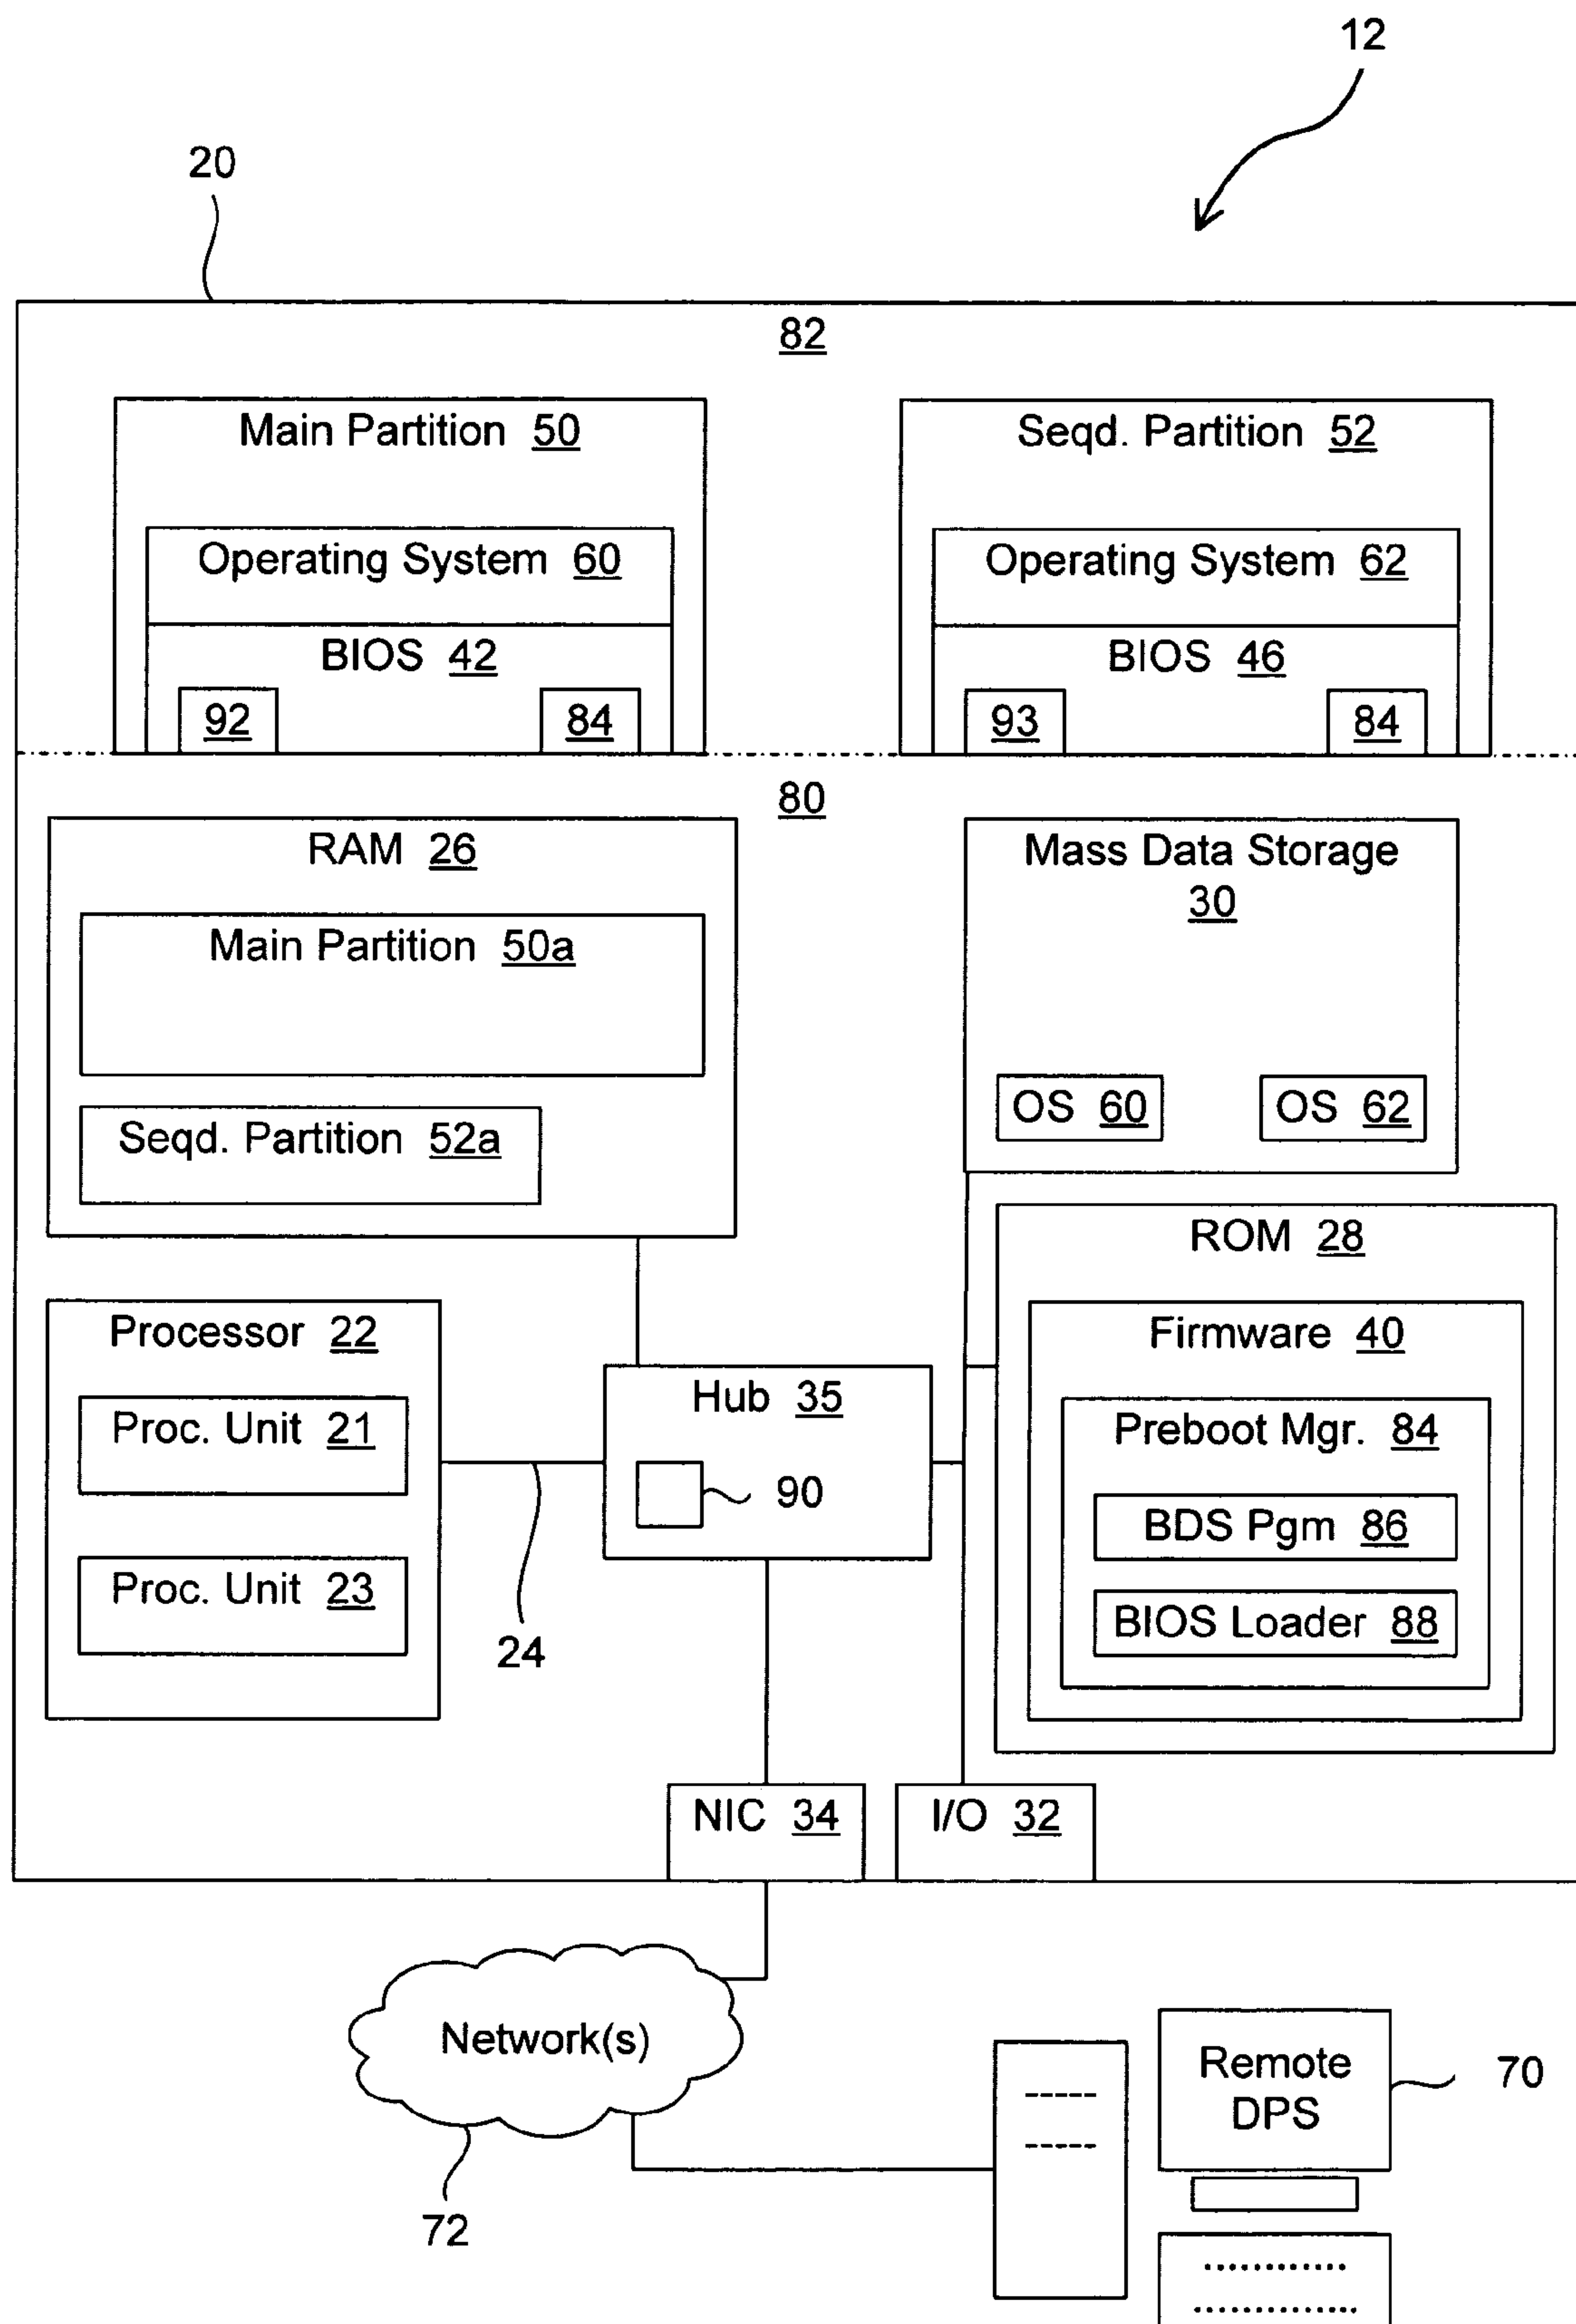 12
20
82
Main Partition 50
Operating System 60
BIOS 42
92
84
Seqd. Partition 52
Operating System 62
BIOS 46
93
84
80
RAM 26
Main Partition 50a
Seqd. Partition 52a
Mass Data Storage
30
OS 60
OS 62
Processor 22
Proc. Unit 21
Proc. Unit 23
24
Hub 35
90
ROM 28
Firmware 40
Preboot Mgr. 84
BDS Pgm 86
BIOS Loader 88
NIC 34
I/O 32
Network(s)
72
Remote
DPS
70